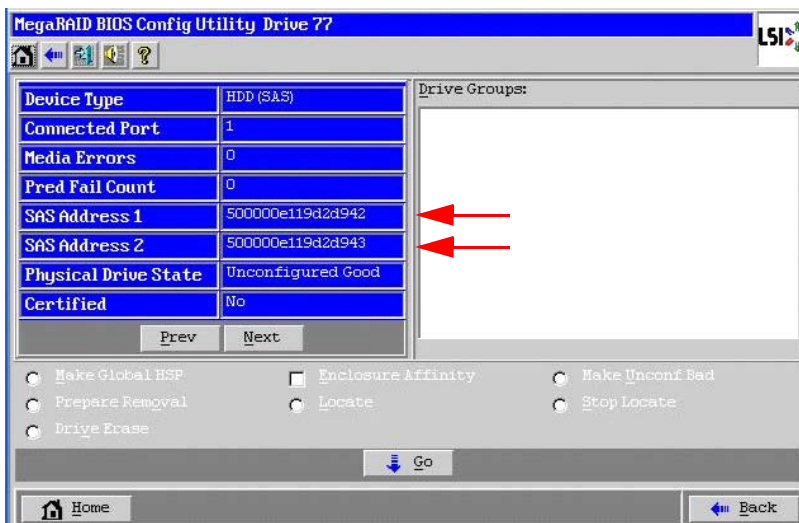 MegaRAID BIOS Config Utility Drive 77
LSI
Device Type HDD (SAS)
Connected Port 1
Media Errors 0
Pred Fail Count 0
SAS Address 1 500000e119d2d942
SAS Address 2 500000e119d2d943
Physical Drive State Unconfigured Good
Certified No
Prev Next
Drive Groups:
Make Global HSP Enclosure Affinity Make Unconf Bad
Prepare Removal Locate Stop Locate
Drive Erase
Go
Home Back